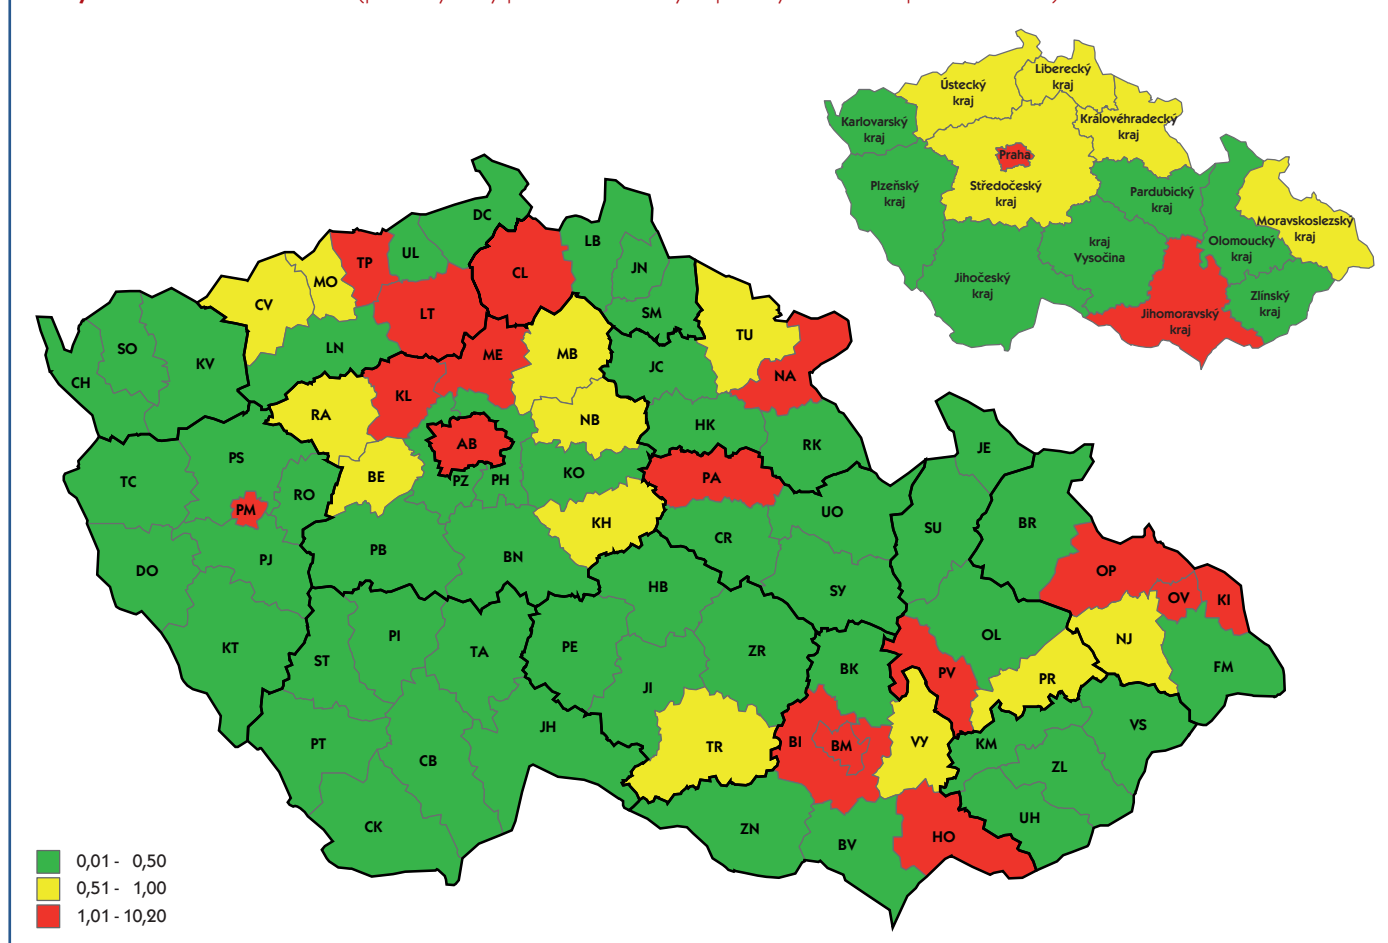 Ústecký
kraj
Liberecký
kraj
Karlovarský
kraj
Královéhradecký
kraj
Praha
Plzeňský
kraj
Středočeský
kraj
Pardubický
kraj
Moravskoslezský
kraj
kraj
Vysočina
Olomoucký
kraj
Jihočeský
kraj
Zlínský
kraj
Jihomoravský
kraj
DC
UL
TP
MO
CV
LB
JN
CL
LT
SM
SO
KV
CH
LN
ME
MB
TU
JC
NA
RA
KL
NB
HK
RK
AB
PS
TC
BE
PZ
PH
KO
PA
JE
RO
PM
KH
UO
SU
BR
PJ
PB
BN
CR
DO
HB
SY
OP
OV
KI
KT
PI
ST
TA
PE
ZR
OL
NJ
BK
FM
JI
PV
PR
PT
CB
JH
TR
BI
BM
VY
KM
VS
ZL
CK
ZN
BV
HO
UH
0,01 - 0,50
0,51 - 1,00
1,01 - 10,20